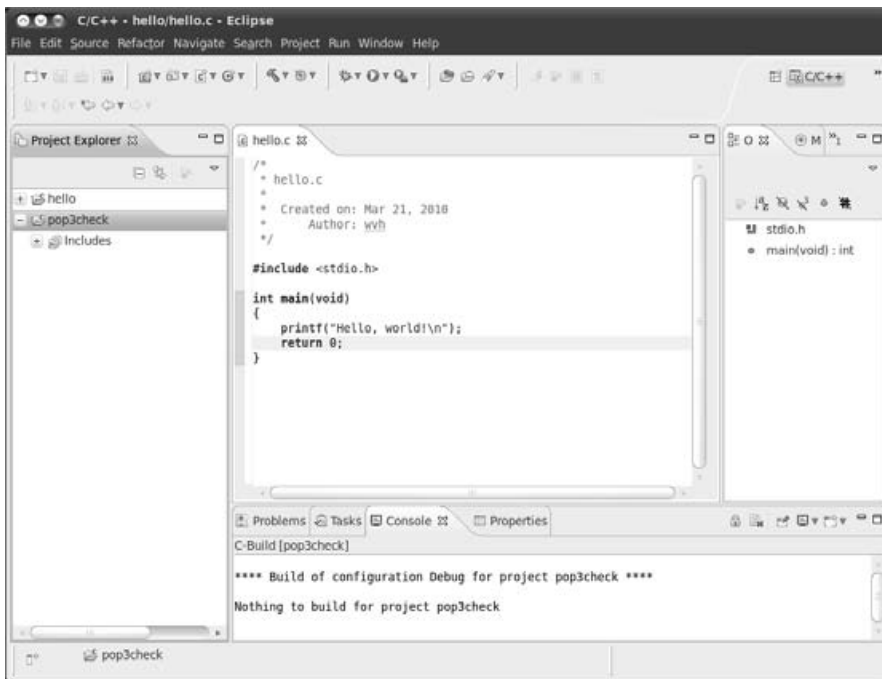 C/C++ - hello/hello.c - Eclipse
File Edit Source Refactor Navigate Search Project Run Window Help
C/C++
Project Explorer
hello
pop3check
Includes
hello.c
/*
 * hello.c
 *
 *  Created on: Mar 21, 2010
 *      Author: wvh
 */
#include <stdio.h>
int main(void)
{
    printf("Hello, world!\n");
    return 0;
}
O
M
1
stdio.h
main(void) : int
Problems Tasks Console Properties
C-Build [pop3check]
**** Build of configuration Debug for project pop3check ****
Nothing to build for project pop3check
pop3check